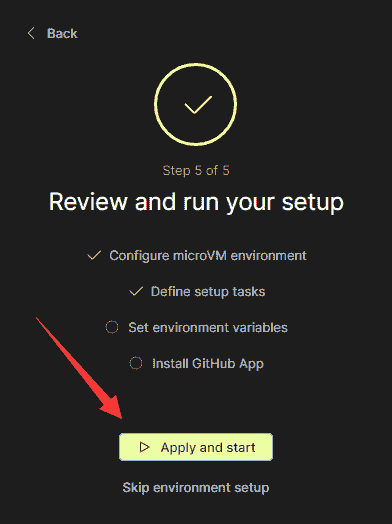 Back
Step 5 of 5
Review and run your setup
Configure microVM environment
Define setup tasks
Set environment variables
Install GitHub App
Apply and start
Skip environment setup